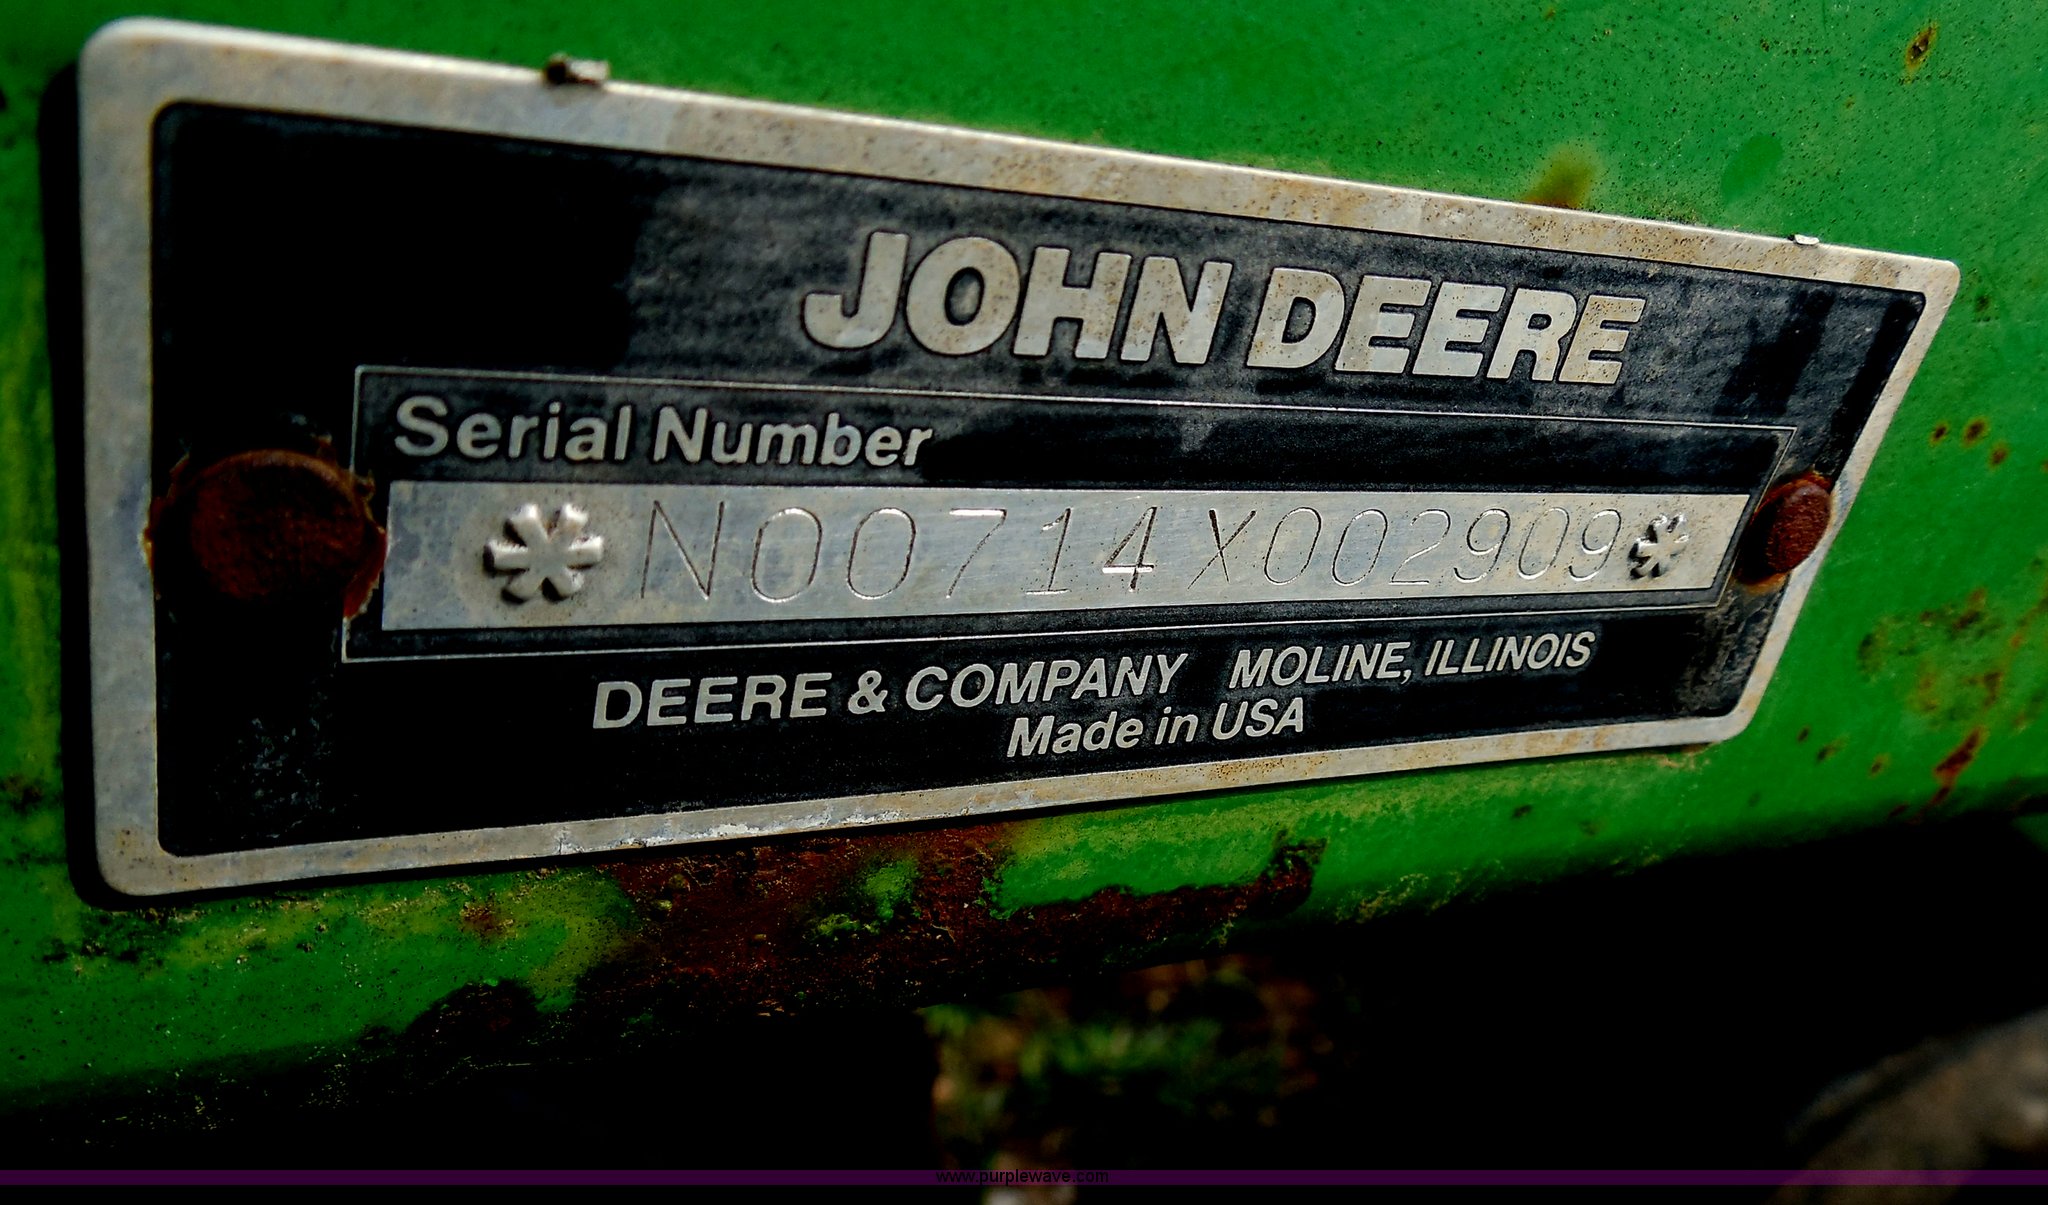 JOHN DEERE
Serial Number
*N00714X002909*
DEERE & COMPANY MOLINE, ILLINOIS
Made in USA
www.purplewave.com